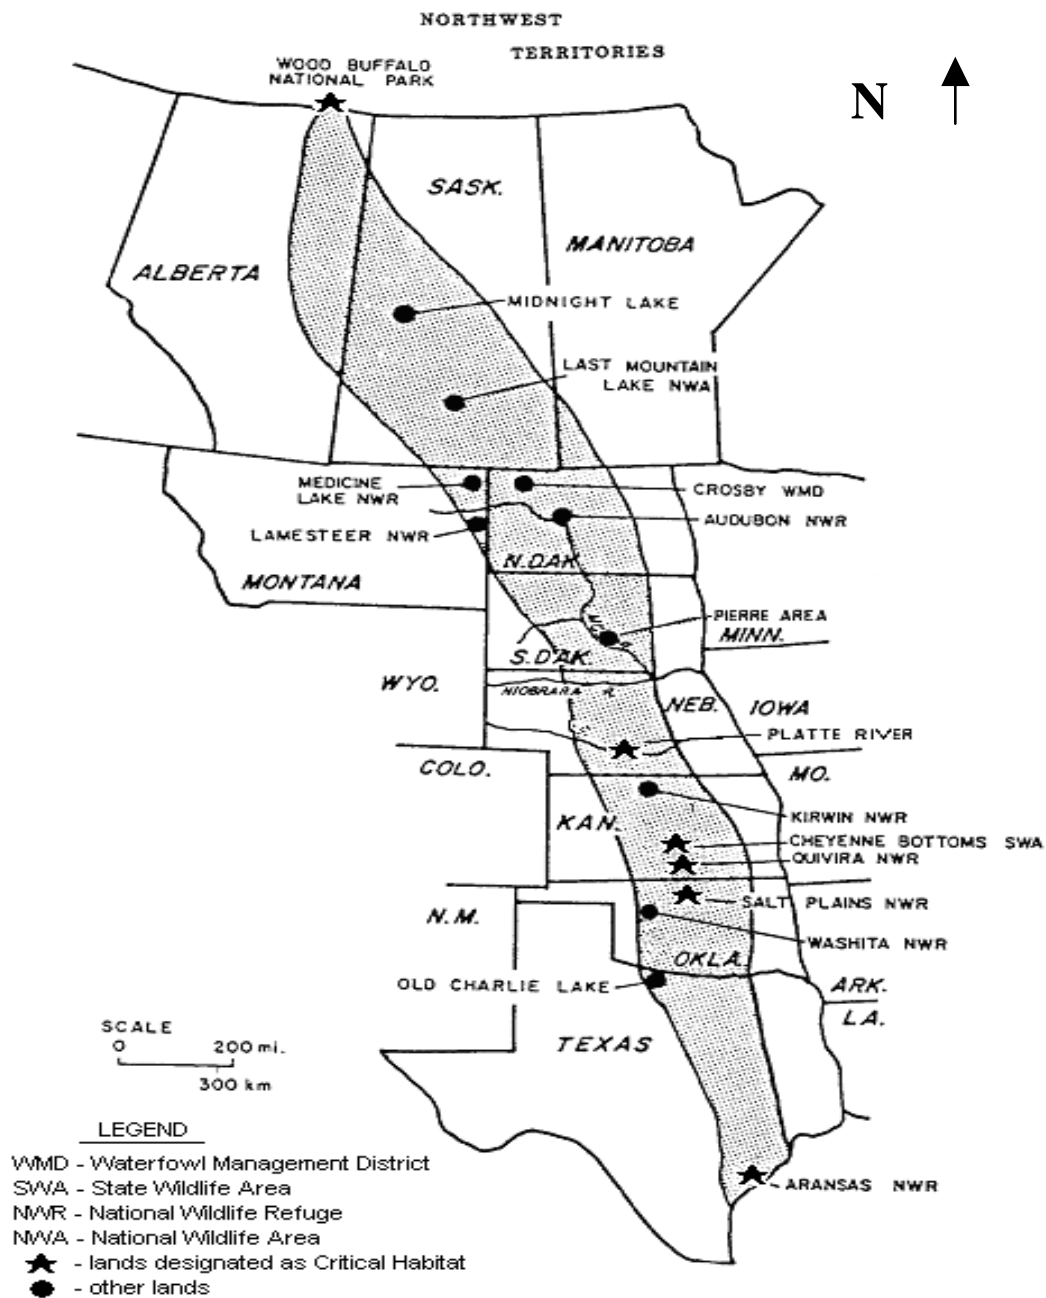 NORTHWEST
TERRITORIES
WOOD BUFFALO
NATIONAL PARK
N
SASK.
MANITOBA
ALBERTA
MIDNIGHT LAKE
LAST MOUNTAIN
LAKE NWA
MEDICINE
LAKE NWR
CROSBY WMD
AUDUBON NWR
LAMESTEER NWR
N.DAK.
MONTANA
PIERRE AREA
MINN.
S.DAK.
WYO.
NIOBRARA R.
NEB.
IOWA
PLATTE RIVER
COLO.
MO.
KIRWIN NWR
KAN.
CHEYENNE BOTTOMS SWA
QUIVIRA NWR
SALT PLAINS NWR
N.M.
WASHITA NWR
OKLA.
OLD CHARLIE LAKE
ARK.
LA.
TEXAS
SCALE
0 200 mi.
300 km
LEGEND
WMD - Waterfowl Management District
SWA - State Wildlife Area
NWR - National Wildlife Refuge
NWA - National Wildlife Area
- lands designated as Critical Habitat
- other lands
ARANSAS NWR